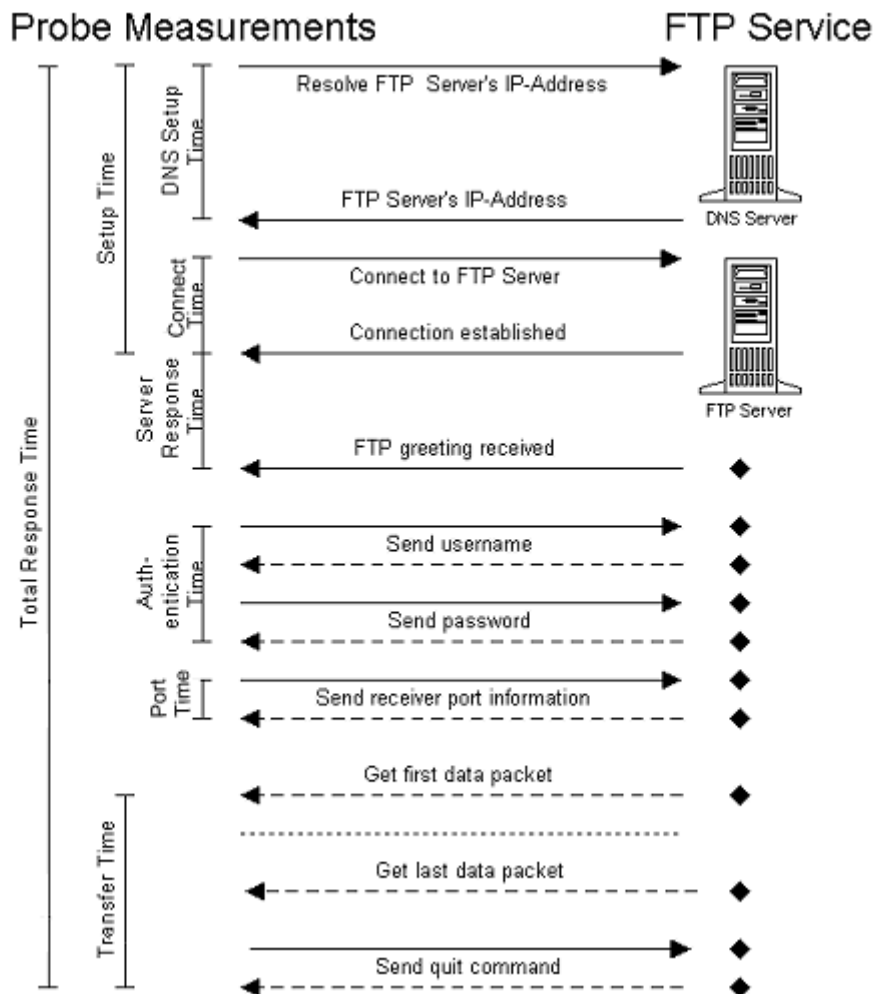 Probe Measurements
FTP Service
Resolve FTP Server's IP-Address
DNS Setup
Time
Setup Time
FTP Server's IP-Address
DNS Server
Connect to FTP Server
Connect
Time
Connection established
FTP Server
Server
Response
Time
FTP greeting received
Total Response Time
Send username
Auth-
entication
Time
Send password
Send receiver port information
Port
Time
Get first data packet
Transfer Time
Get last data packet
Send quit command